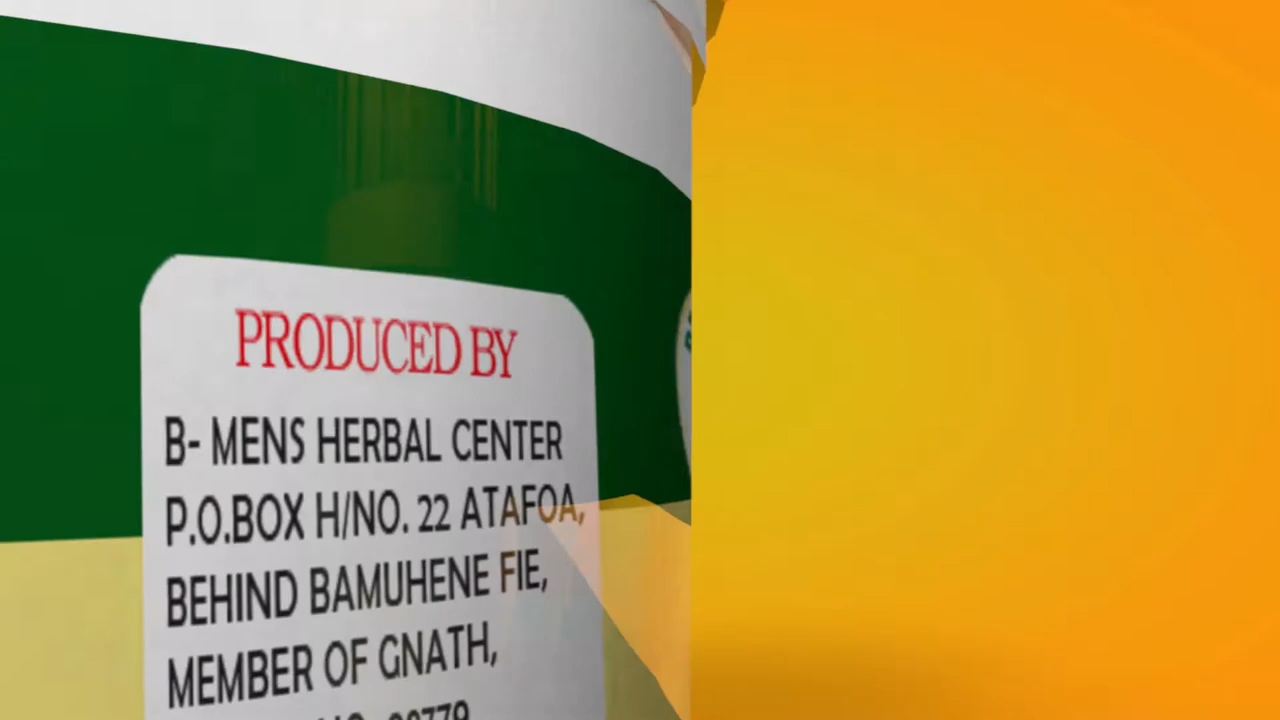 PRODUCED BY
B- MENS HERBAL CENTER
P.O.BOX H/NO. 22 ATAFOA,
BEHIND BAMUHENE FIE,
MEMBER OF GNATH,